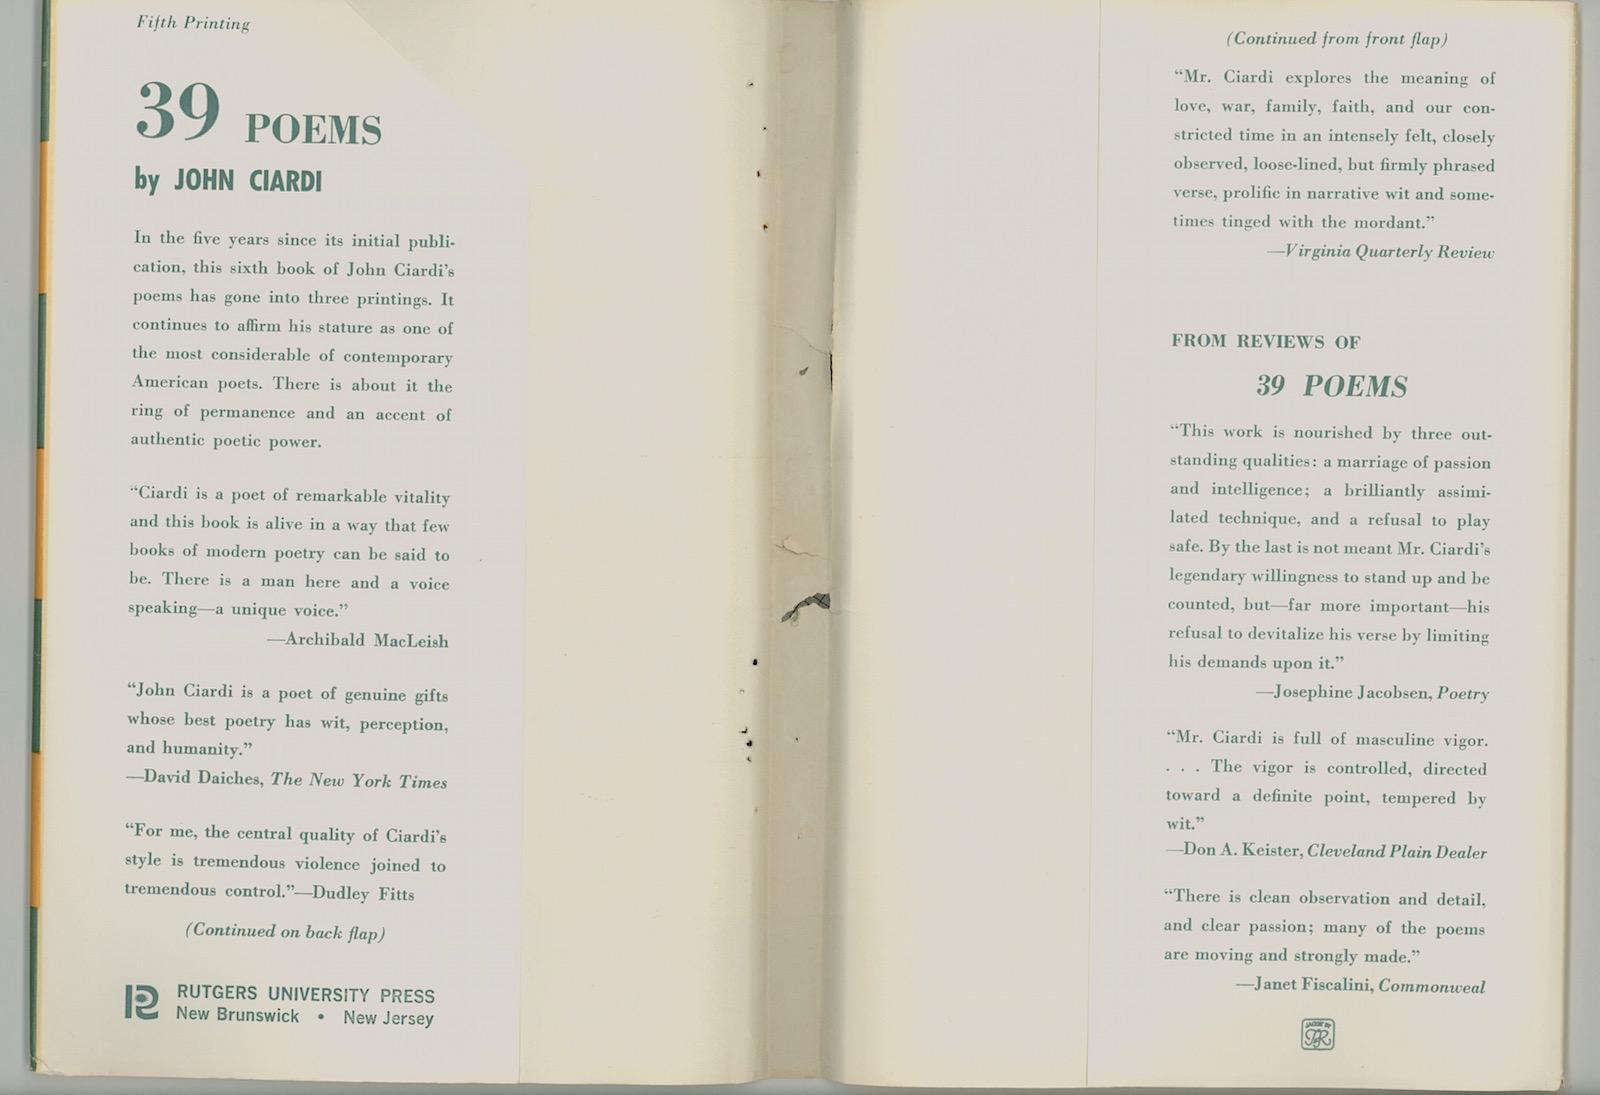 Fifth Printing
39 POEMS
by JOHN CIARDI
In the five years since its initial publi-
cation, this sixth book of John Ciardi's
poems has gone into three printings. It
continues to affirm his stature as one of
the most considerable of contemporary
American poets. There is about it the
ring of permanence and an accent of
authentic poetic power.
“Ciardi is a poet of remarkable vitality
and this book is alive in a way that few
books of modern poetry can be said to
be. There is a man here and a voice
speaking—a unique voice.”
—Archibald MacLeish
“John Ciardi is a poet of genuine gifts
whose best poetry has wit, perception,
and humanity.”
—David Daiches, The New York Times
“For me, the central quality of Ciardi's
style is tremendous violence joined to
tremendous control.”—Dudley Fitts
(Continued on back flap)
RUTGERS UNIVERSITY PRESS
New Brunswick • New Jersey
(Continued from front flap)
“Mr. Ciardi explores the meaning of
love, war, family, faith, and our con-
stricted time in an intensely felt, closely
observed, loose-lined, but firmly phrased
verse, prolific in narrative wit and some-
times tinged with the mordant.”
—Virginia Quarterly Review
FROM REVIEWS OF
39 POEMS
“This work is nourished by three out-
standing qualities: a marriage of passion
and intelligence; a brilliantly assimi-
lated technique, and a refusal to play
safe. By the last is not meant Mr. Ciardi's
legendary willingness to stand up and be
counted, but—far more important—his
refusal to devitalize his verse by limiting
his demands upon it.”
—Josephine Jacobsen, Poetry
“Mr. Ciardi is full of masculine vigor.
. . . The vigor is controlled, directed
toward a definite point, tempered by
wit.”
—Don A. Keister, Cleveland Plain Dealer
“There is clean observation and detail,
and clear passion; many of the poems
are moving and strongly made.”
—Janet Fiscalini, Commonweal